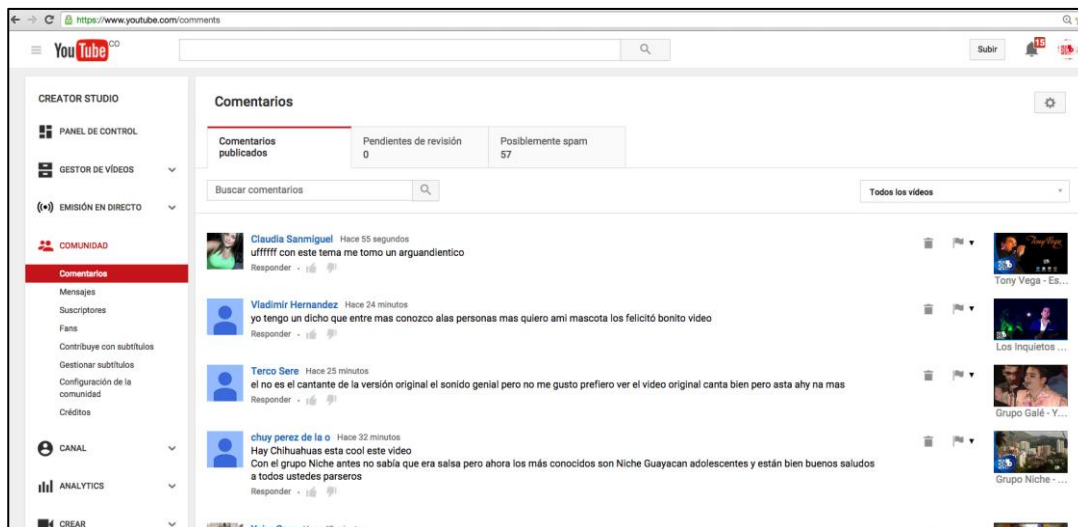 https://www.youtube.com/comments
YouTube CO
Subir
15
CREATOR STUDIO
PANEL DE CONTROL
GESTOR DE VÍDEOS
EMISIÓN EN DIRECTO
COMUNIDAD
Comentarios
Mensajes
Suscriptores
Fans
Contribuye con subtítulos
Gestionar subtítulos
Configuración de la
comunidad
Créditos
CANAL
ANALYTICS
CREAR
Comentarios
Comentarios
publicados
Pendientes de revisión
0
Posiblemente spam
57
Buscar comentarios
Todos los vídeos
Claudia Sanmiguel Hace 55 segundos
uffffff con este tema me tomo un arguandientico
Responder
Tony Vega
Tony Vega - Es...
Vladimir Hernandez Hace 24 minutos
yo tengo un dicho que entre mas conozco alas personas mas quiero ami mascota los felicitó bonito video
Responder
Los Inquietos ...
Terco Sere Hace 25 minutos
el no es el cantante de la versión original el sonido genial pero no me gusto prefiero ver el video original canta bien pero asta ahy na mas
Responder
Grupo Galé - Y...
chuy perez de la o Hace 32 minutos
Hay Chihuahuas esta cool este video
Con el grupo Niche antes no sabía que era salsa pero ahora los más conocidos son Niche Guayacan adolescentes y están bien buenos saludos
a todos ustedes parseros
Responder
Grupo Niche - ...